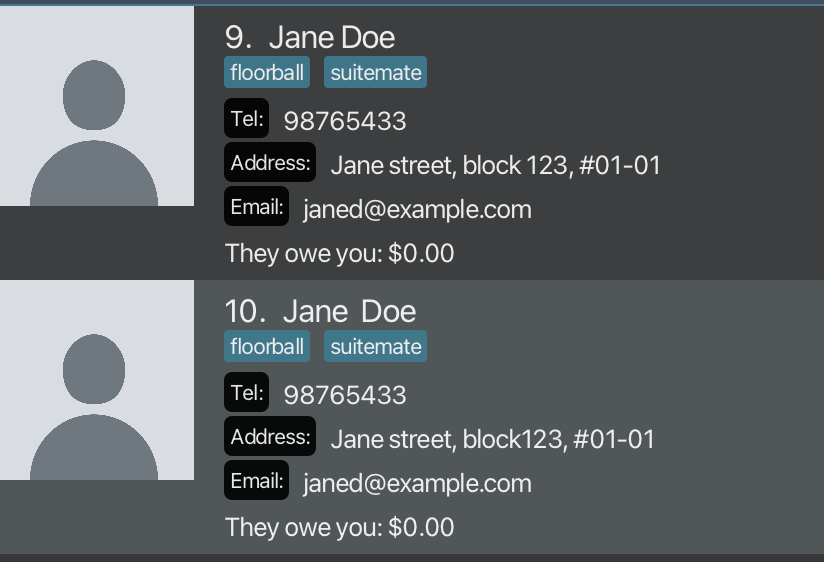 9. Jane Doe
floorball suitemate
Tel: 98765433
Address: Jane street, block 123, #01-01
Email: janed@example.com
They owe you: $0.00
10. Jane  Doe
floorball suitemate
Tel: 98765433
Address: Jane street, block123, #01-01
Email: janed@example.com
They owe you: $0.00